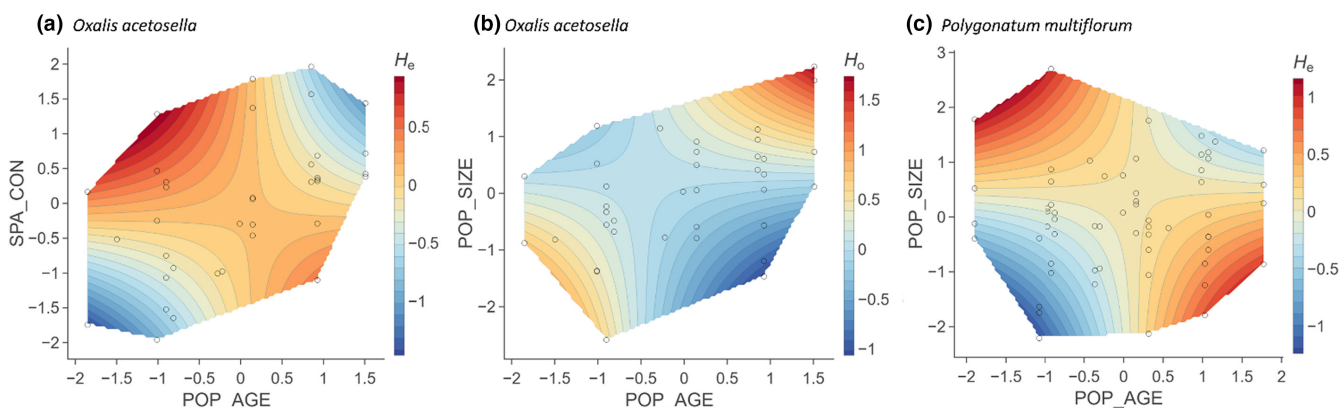 (a) Oxalis acetosella
He
SPA_CON
2
1.5
1
0.5
0
−0.5
−1
−1.5
−2
−2 −1.5 −1 −0.5 0 0.5 1 1.5
POP_AGE
0.5
0
−0.5
−1
(b) Oxalis acetosella
Ho
POP_SIZE
2
1
0
−1
−2
−2 −1.5 −1 −0.5 0 0.5 1 1.5
POP_AGE
1.5
1
0.5
0
−0.5
−1
(c) Polygonatum multiflorum
He
POP_SIZE
3
2
1
0
−1
−2
−2 −1.5 −1 −0.5 0 0.5 1 1.5 2
POP_AGE
1
0.5
0
−0.5
−1